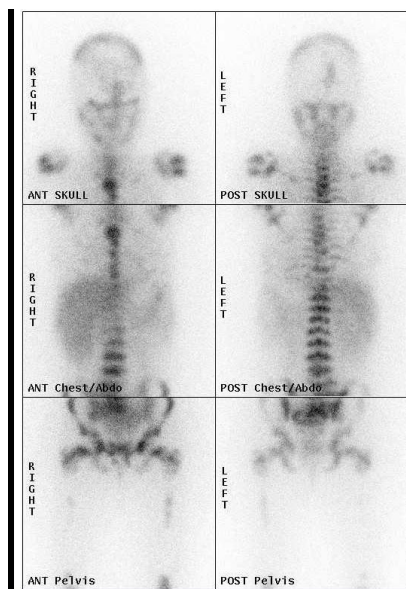 RIGHT
LEFT
ANT SKULL
POST SKULL
RIGHT
LEFT
ANT Chest/Abdo
POST Chest/Abdo
RIGHT
LEFT
ANT Pelvis
POST Pelvis